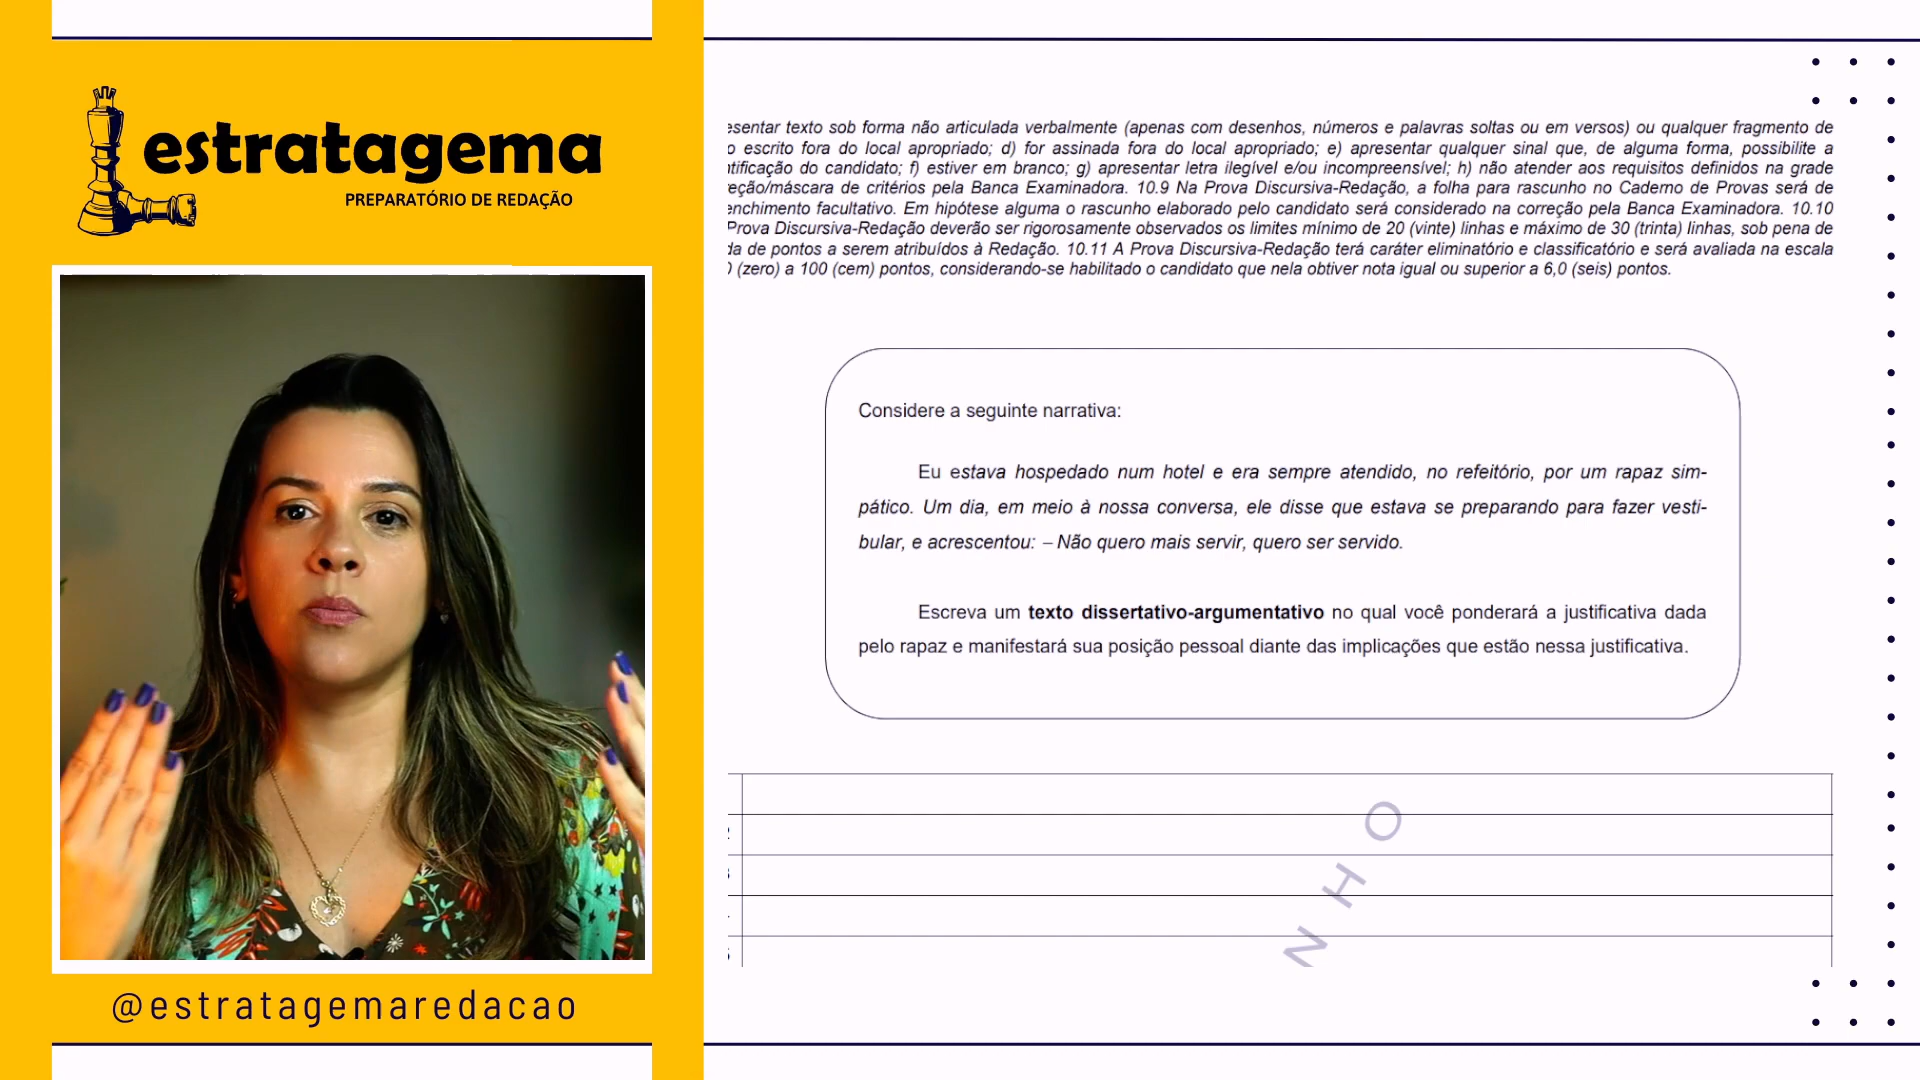 estratagema
PREPARATÓRIO DE REDAÇÃO
@estratagemaredacao
texto sob forma não articulada verbalmente (apenas com desenhos, números e palavras soltas ou em versos) ou qualquer fragmento de
escrito fora do local apropriado; d) for assinada fora do local apropriado; e) apresentar qualquer sinal que, de alguma forma, possibilite a
do candidato; f) estiver em branco; g) apresentar letra ilegível e/ou incompreensível; h) não atender aos requisitos definidos na grade
de critérios pela Banca Examinadora. 10.9 Na Prova Discursiva-Redação, a folha para rascunho no Caderno de Provas será de
facultativo. Em hipótese alguma o rascunho elaborado pelo candidato será considerado na correção pela Banca Examinadora. 10.10
Prova Discursiva-Redação deverão ser rigorosamente observados os limites mínimo de 20 (vinte) linhas e máximo de 30 (trinta) linhas, sob pena de
de pontos a serem atribuídos à Redação. 10.11 A Prova Discursiva-Redação terá caráter eliminatório e classificatório e será avaliada na escala
(zero) a 100 (cem) pontos, considerando-se habilitado o candidato que nela obtiver nota igual ou superior a 6,0 (seis) pontos.
Considere a seguinte narrativa:
Eu estava hospedado num hotel e era sempre atendido, no refeitório, por um rapaz sim-
pático. Um dia, em meio à nossa conversa, ele disse que estava se preparando para fazer vesti-
bular, e acrescentou: – Não quero mais servir, quero ser servido.
Escreva um texto dissertativo-argumentativo no qual você ponderará a justificativa dada
pelo rapaz e manifestará sua posição pessoal diante das implicações que estão nessa justificativa.
N H O